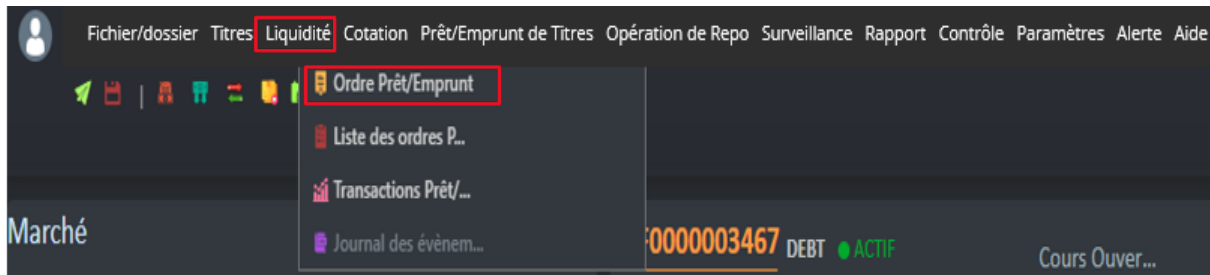 Fichier/dossier Titres Liquidité Cotation Prêt/Emprunt de Titres Opération de Repo Surveillance Rapport Contrôle Paramètres Alerte Aide
Ordre Prêt/Emprunt
Liste des ordres P...
Transactions Prêt/...
Journal des évènem...
Marché
F0000003467 DEBT ACTIF
Cours Ouver...